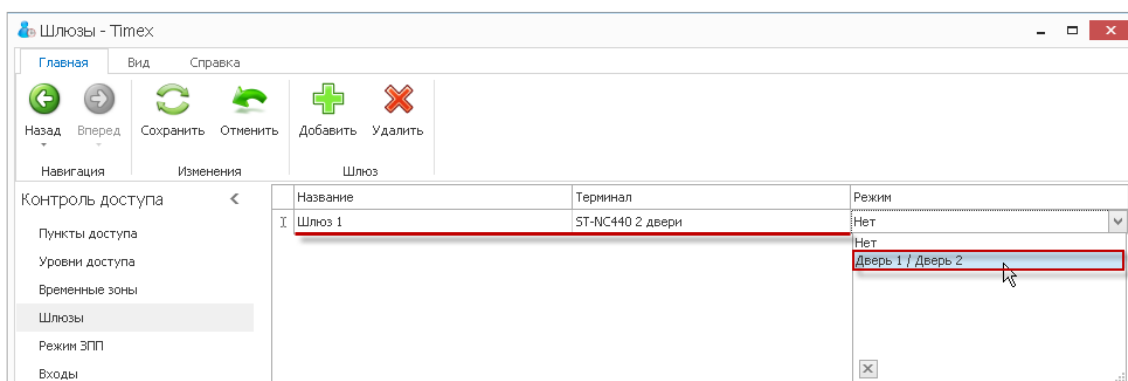 Шлюзы - Timex
Главная Вид Справка
Назад Вперед Сохранить Отменить Добавить Удалить
Навигация Изменения Шлюз
Контроль доступа
Название Терминал Режим
Шлюз 1 ST-NC440 2 двери Нет
Нет
Дверь 1 / Дверь 2
Пункты доступа
Уровни доступа
Временные зоны
Шлюзы
Режим ЗПП
Входы